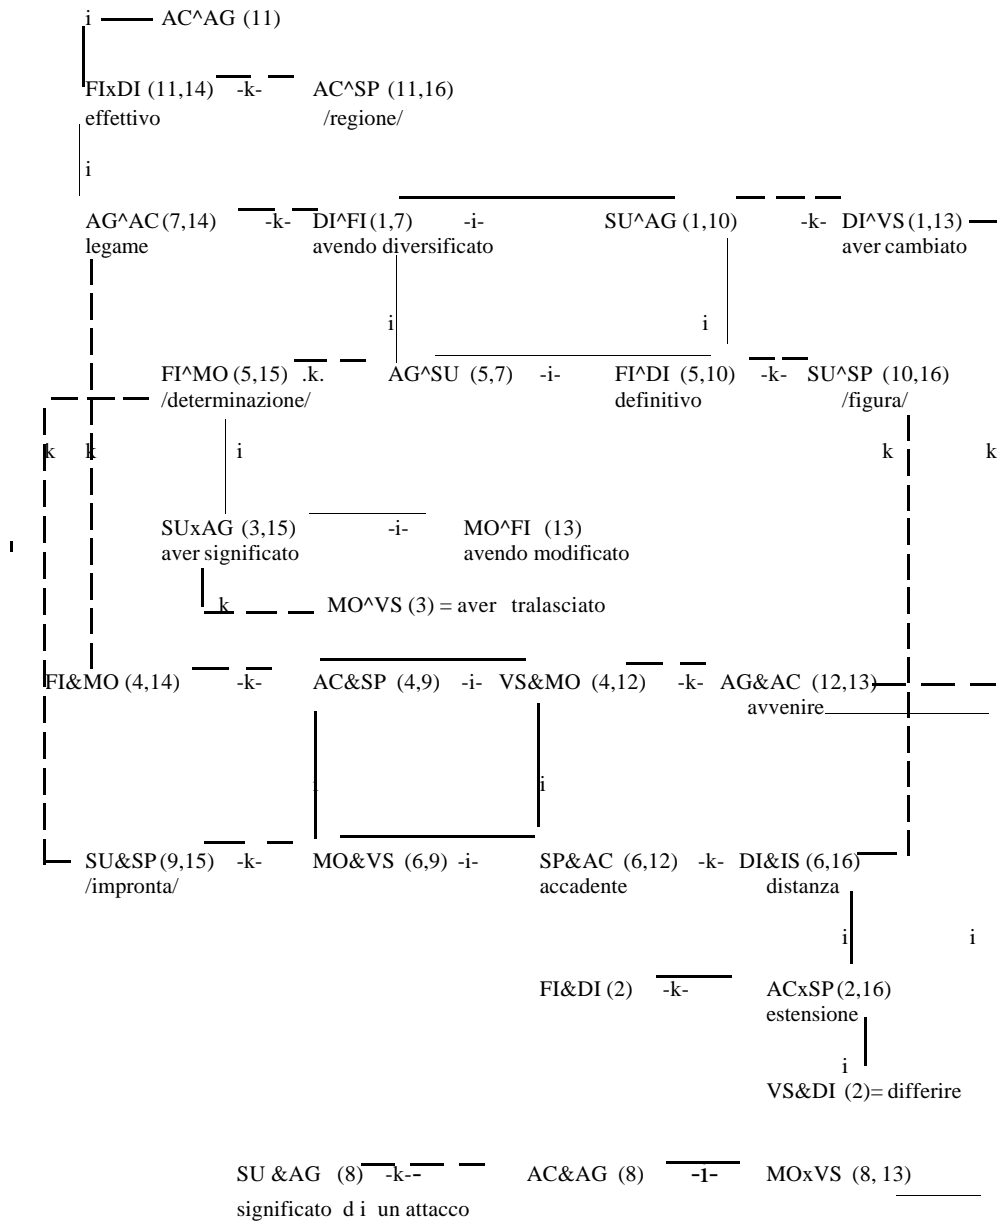 i AC^AG (11)
FIxDI (11,14) -k- AC^SP (11,16)
effettivo /regione/
i
AG^AC (7,14) -k- DI^FI (1,7) -i- SU^AG (1,10) -k- DI^VS (1,13)
legame avendo diversificato aver cambiato
i i
FI^MO (5,15) .k. AG^SU (5,7) -i- FI^DI (5,10) -k- SU^SP (10,16)
/determinazione/ definitivo /figura/
k k i k k
SUxAG (3,15) -i- MO^FI (13)
aver significato avendo modificato
k MO^VS (3) = aver tralasciato
FI&MO (4,14) -k- AC&SP (4,9) -i- VS&MO (4,12) -k- AG&AC (12,13)
avvenire
i i
SU&SP (9,15) -k- MO&VS (6,9) -i- SP&AC (6,12) -k- DI&IS (6,16)
/impronta/ accadente distanza
i i
FI&DI (2) -k- ACxSP (2,16)
estensione
i
VS&DI (2)= differire
SU &AG (8) -k-- AC&AG (8) -i- MOxVS (8, 13)
significato d i un attacco